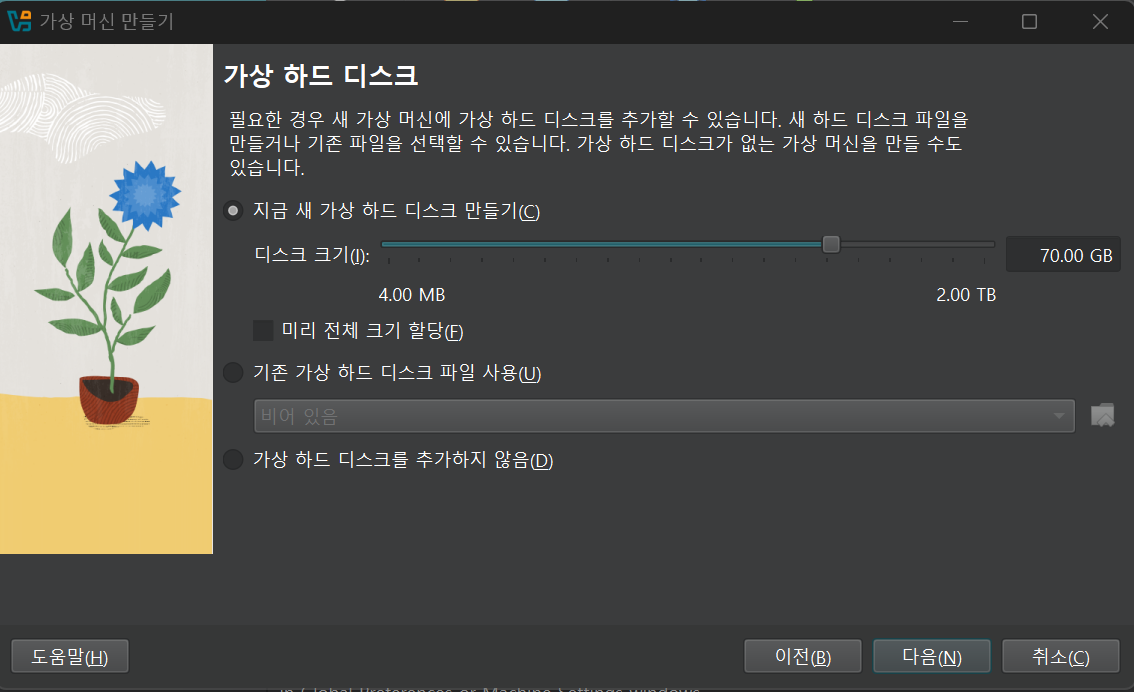 가상 머신 만들기
가상 하드 디스크
필요한 경우 새 가상 머신에 가상 하드 디스크를 추가할 수 있습니다. 새 하드 디스크 파일을
만들거나 기존 파일을 선택할 수 있습니다. 가상 하드 디스크가 없는 가상 머신을 만들 수도
있습니다.
지금 새 가상 하드 디스크 만들기(C)
디스크 크기(I):
70.00 GB
4.00 MB
2.00 TB
미리 전체 크기 할당(F)
기존 가상 하드 디스크 파일 사용(U)
비어 있음
가상 하드 디스크를 추가하지 않음(D)
도움말(H)
이전(B)
다음(N)
취소(C)
in Global Preferences or Machine Settings windows